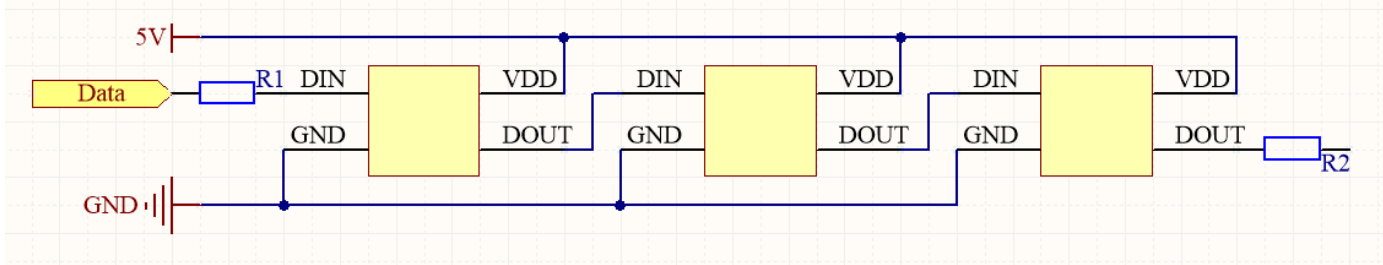 5V
Data
R1
DIN
VDD
DIN
VDD
DIN
VDD
GND
DOUT
GND
DOUT
GND
DOUT
R2
GND